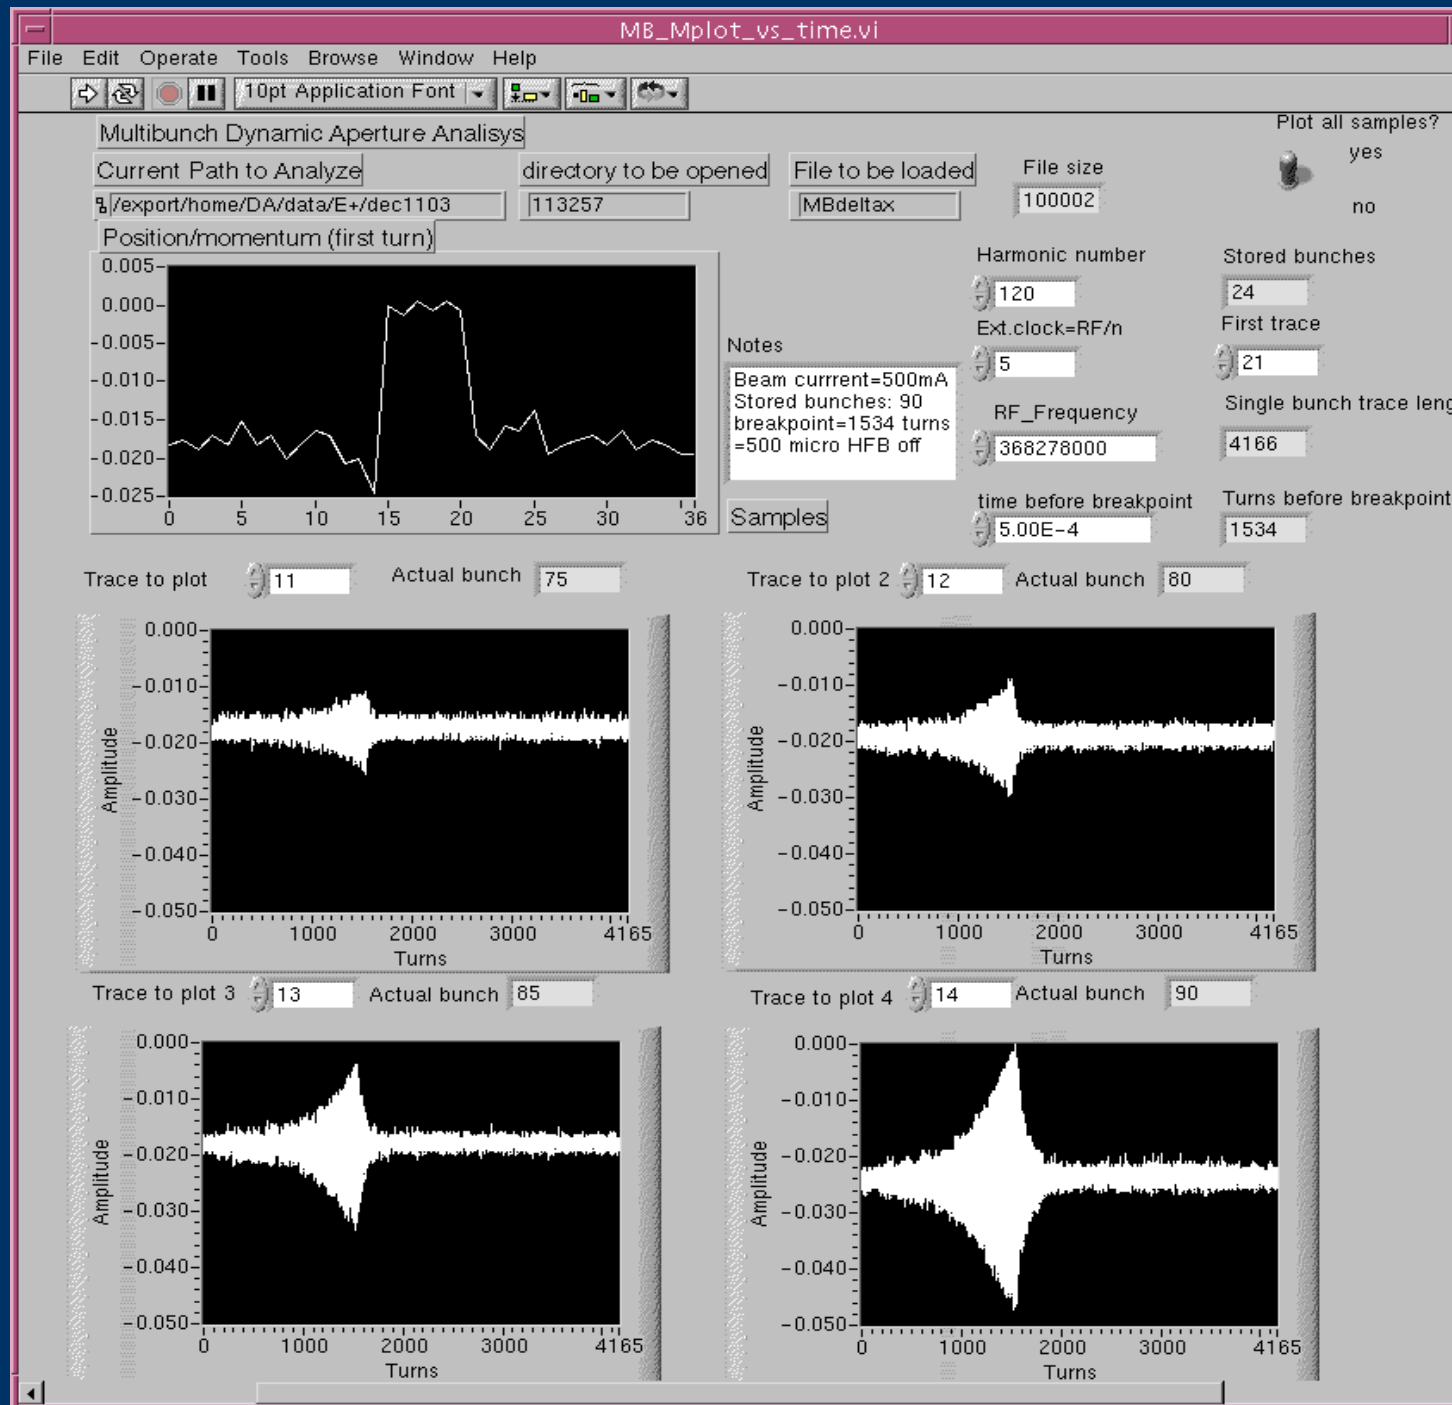 MB_Mplot_vs_time.vi
File Edit Operate Tools Browse Window Help
10pt Application Font
Multibunch Dynamic Aperture Analisys
Plot all samples?
yes
no
Current Path to Analyze
/export/home/DA/data/E+/dec1103
directory to be opened
113257
File to be loaded
MBdeltax
File size
100002
Position/momentum (first turn)
0.005
0.000
-0.005
-0.010
-0.015
-0.020
-0.025
0 5 10 15 20 25 30 36
Samples
Notes
Beam currrent=500mA
Stored bunches: 90
breakpoint=1534 turns
=500 micro HFB off
Harmonic number
120
Stored bunches
24
Ext.clock=RF/n
5
First trace
21
RF_Frequency
368278000
Single bunch trace leng
4166
time before breakpoint
5.00E-4
Turns before breakpoint
1534
Trace to plot 11 Actual bunch 75
0.000
-0.010
-0.020
-0.030
-0.040
-0.050
Amplitude
0 1000 2000 3000 4165
Turns
Trace to plot 2 12 Actual bunch 80
0.000
-0.010
-0.020
-0.030
-0.040
-0.050
Amplitude
0 1000 2000 3000 4165
Turns
Trace to plot 3 13 Actual bunch 85
0.000
-0.010
-0.020
-0.030
-0.040
-0.050
Amplitude
0 1000 2000 3000 4165
Turns
Trace to plot 4 14 Actual bunch 90
0.000
-0.010
-0.020
-0.030
-0.040
-0.050
Amplitude
0 1000 2000 3000 4165
Turns